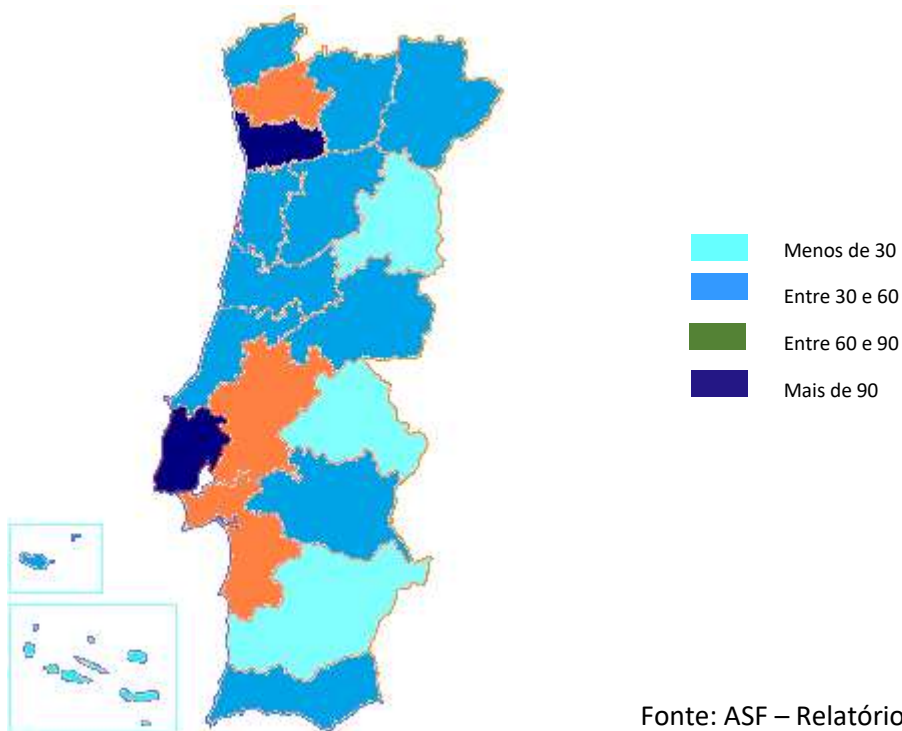 Menos de 30
Entre 30 e 60
Entre 60 e 90
Mais de 90
Fonte: ASF – Relatório